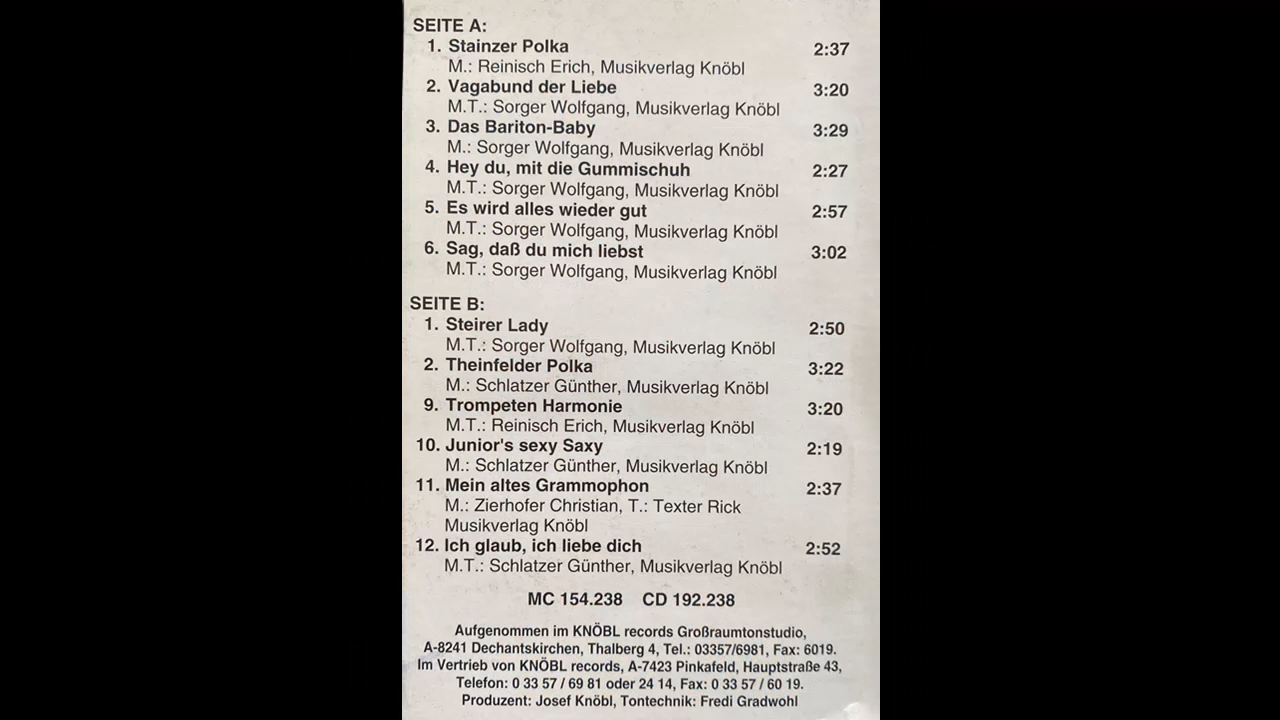 SEITE A:
1. Stainzer Polka 2:37
M.: Reinisch Erich, Musikverlag Knöbl
2. Vagabund der Liebe 3:20
M.T.: Sorger Wolfgang, Musikverlag Knöbl
3. Das Bariton-Baby 3:29
M.: Sorger Wolfgang, Musikverlag Knöbl
4. Hey du, mit die Gummischuh 2:27
M.T.: Sorger Wolfgang, Musikverlag Knöbl
5. Es wird alles wieder gut 2:57
M.T.: Sorger Wolfgang, Musikverlag Knöbl
6. Sag, daß du mich liebst 3:02
M.T.: Sorger Wolfgang, Musikverlag Knöbl
SEITE B:
1. Steirer Lady 2:50
M.T.: Sorger Wolfgang, Musikverlag Knöbl
2. Theinfelder Polka 3:22
M.: Schlatzer Günther, Musikverlag Knöbl
9. Trompeten Harmonie 3:20
M.T.: Reinisch Erich, Musikverlag Knöbl
10. Junior's sexy Saxy 2:19
M.: Schlatzer Günther, Musikverlag Knöbl
11. Mein altes Grammophon 2:37
M.: Zierhofer Christian, T.: Texter Rick
Musikverlag Knöbl
12. Ich glaub, ich liebe dich 2:52
M.T.: Schlatzer Günther, Musikverlag Knöbl
MC 154.238 CD 192.238
Aufgenommen im KNÖBL records Großraumtonstudio,
A-8241 Dechantskirchen, Thalberg 4, Tel.: 03357/6981, Fax: 6019.
Im Vertrieb von KNÖBL records, A-7423 Pinkafeld, Hauptstraße 43,
Telefon: 0 33 57 / 69 81 oder 24 14, Fax: 0 33 57 / 60 19.
Produzent: Josef Knöbl, Tontechnik: Fredi Gradwohl